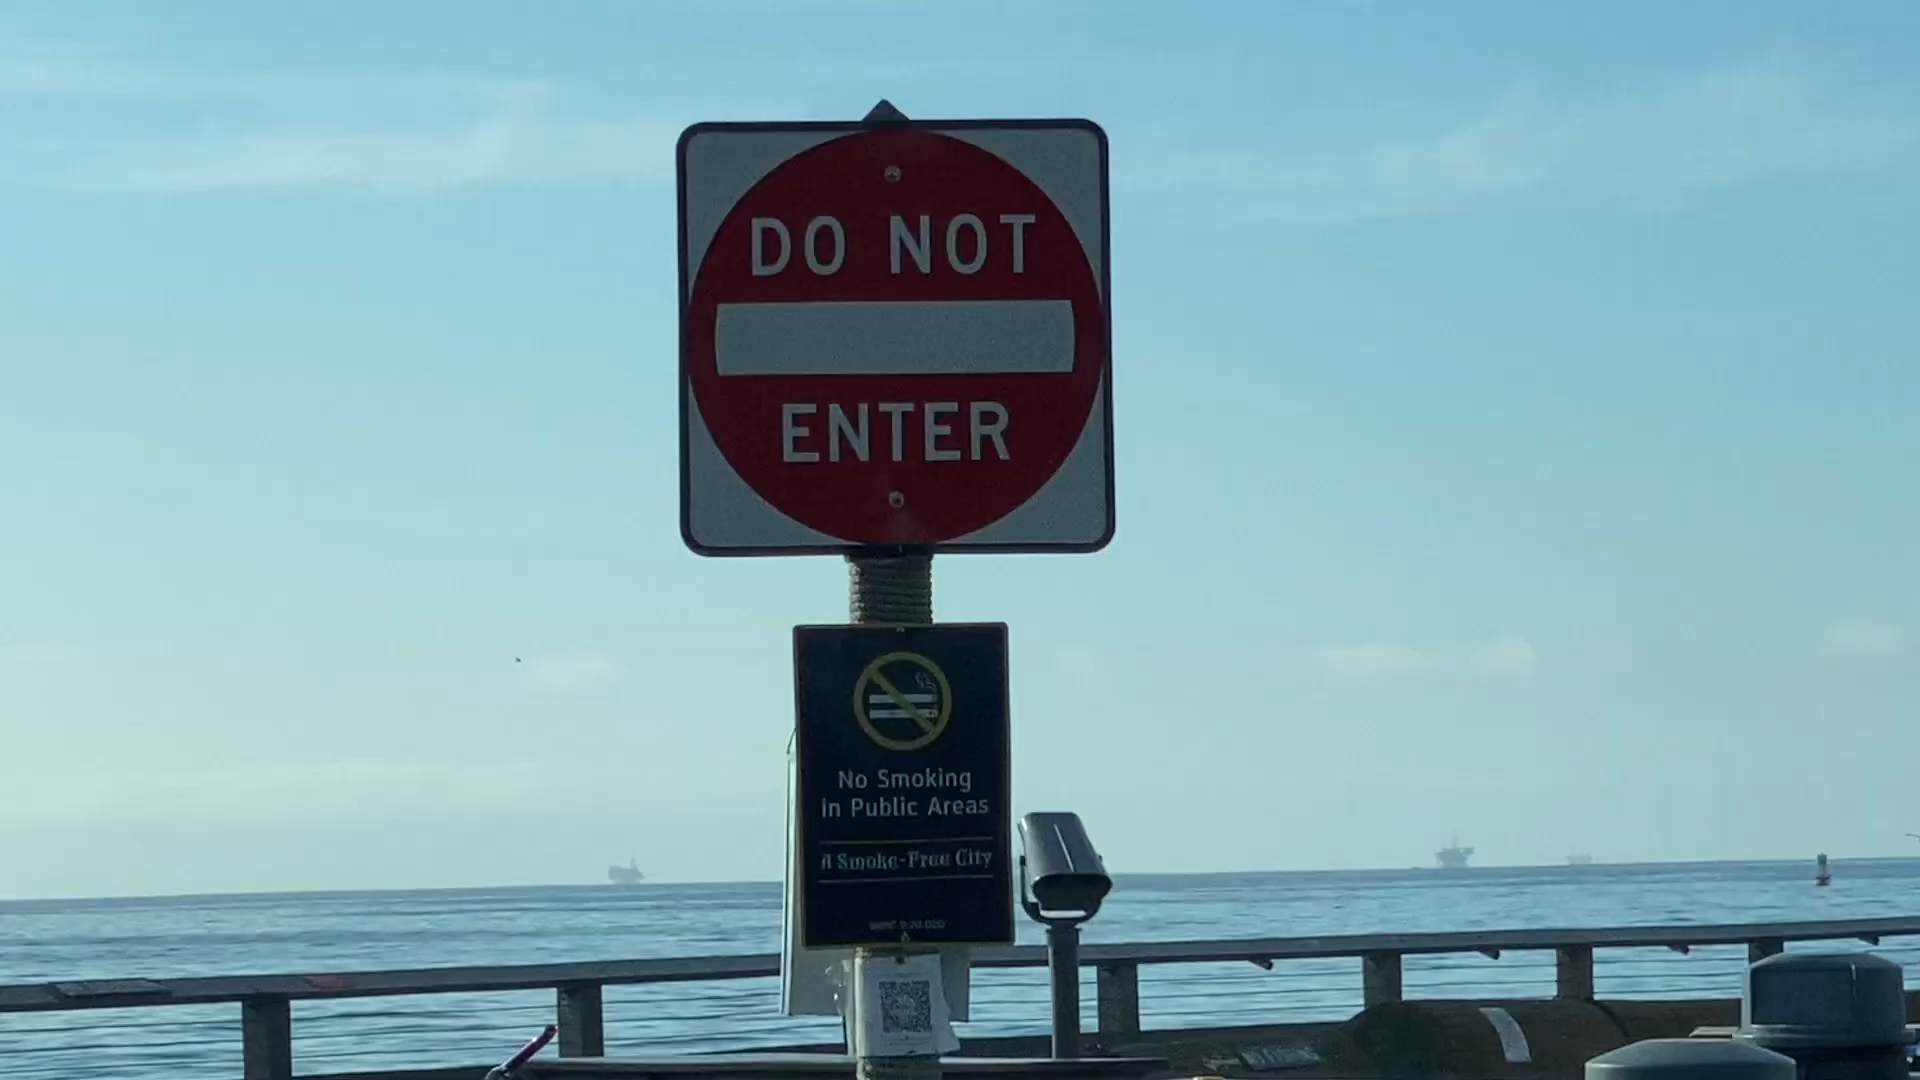 DO NOT
ENTER
No Smoking
in Public Areas
A Smoke-Free City